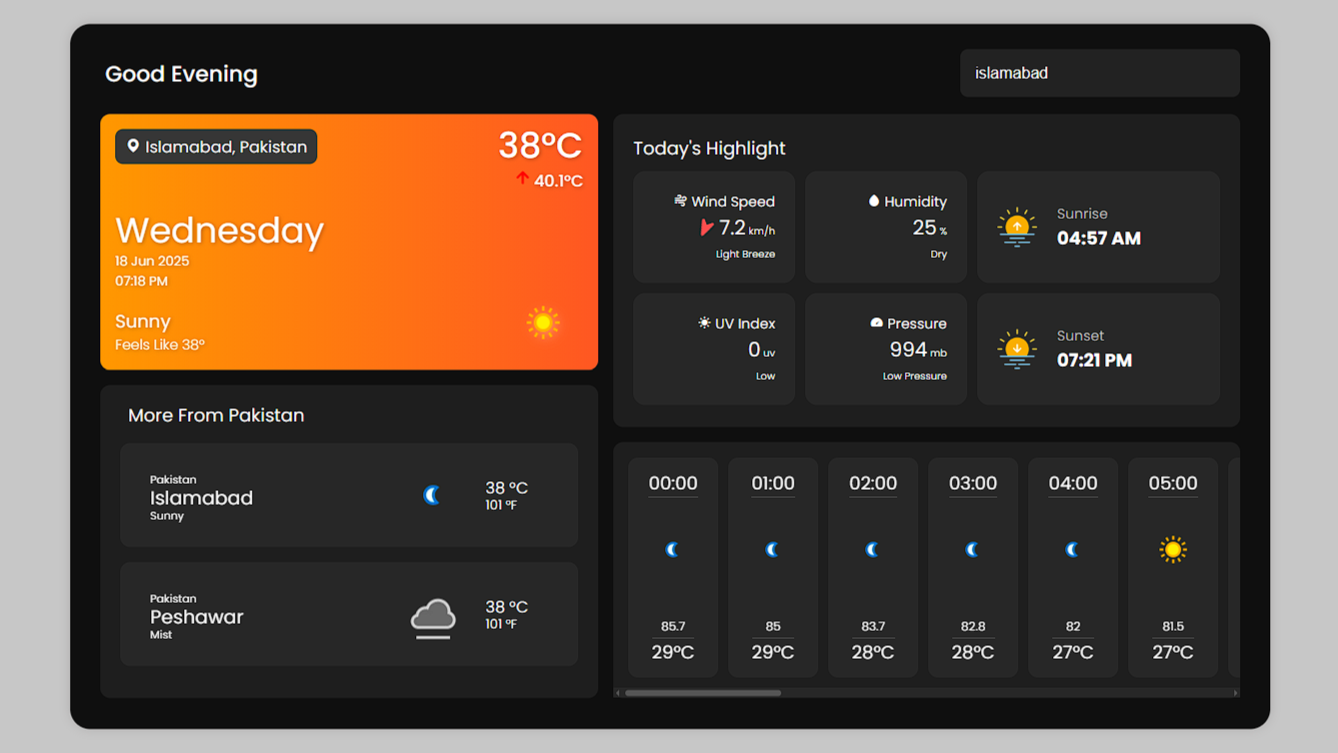 Good Evening
islamabad
Islamabad, Pakistan
38°C
40.1°C
Wednesday
18 Jun 2025
07:18 PM
Sunny
Feels Like 38°
Today's Highlight
Wind Speed
7.2 km/h
Light Breeze
Humidity
25 %
Dry
Sunrise
04:57 AM
UV Index
0 uv
Low
Pressure
994 mb
Low Pressure
Sunset
07:21 PM
More From Pakistan
Pakistan
Islamabad
Sunny
38 °C
101 °F
Pakistan
Peshawar
Mist
38 °C
101 °F
00:00
85.7
29°C
01:00
85
29°C
02:00
83.7
28°C
03:00
82.8
28°C
04:00
82
27°C
05:00
81.5
27°C